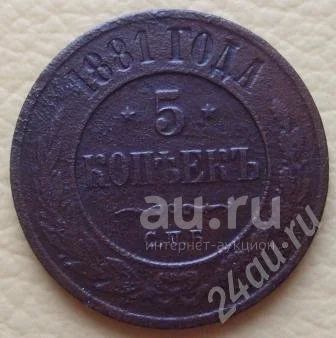 1881 ГОДА
5
КОПѢЕКЪ
С.П.Б.
au.ru
интернет-аукцион
24au.ru